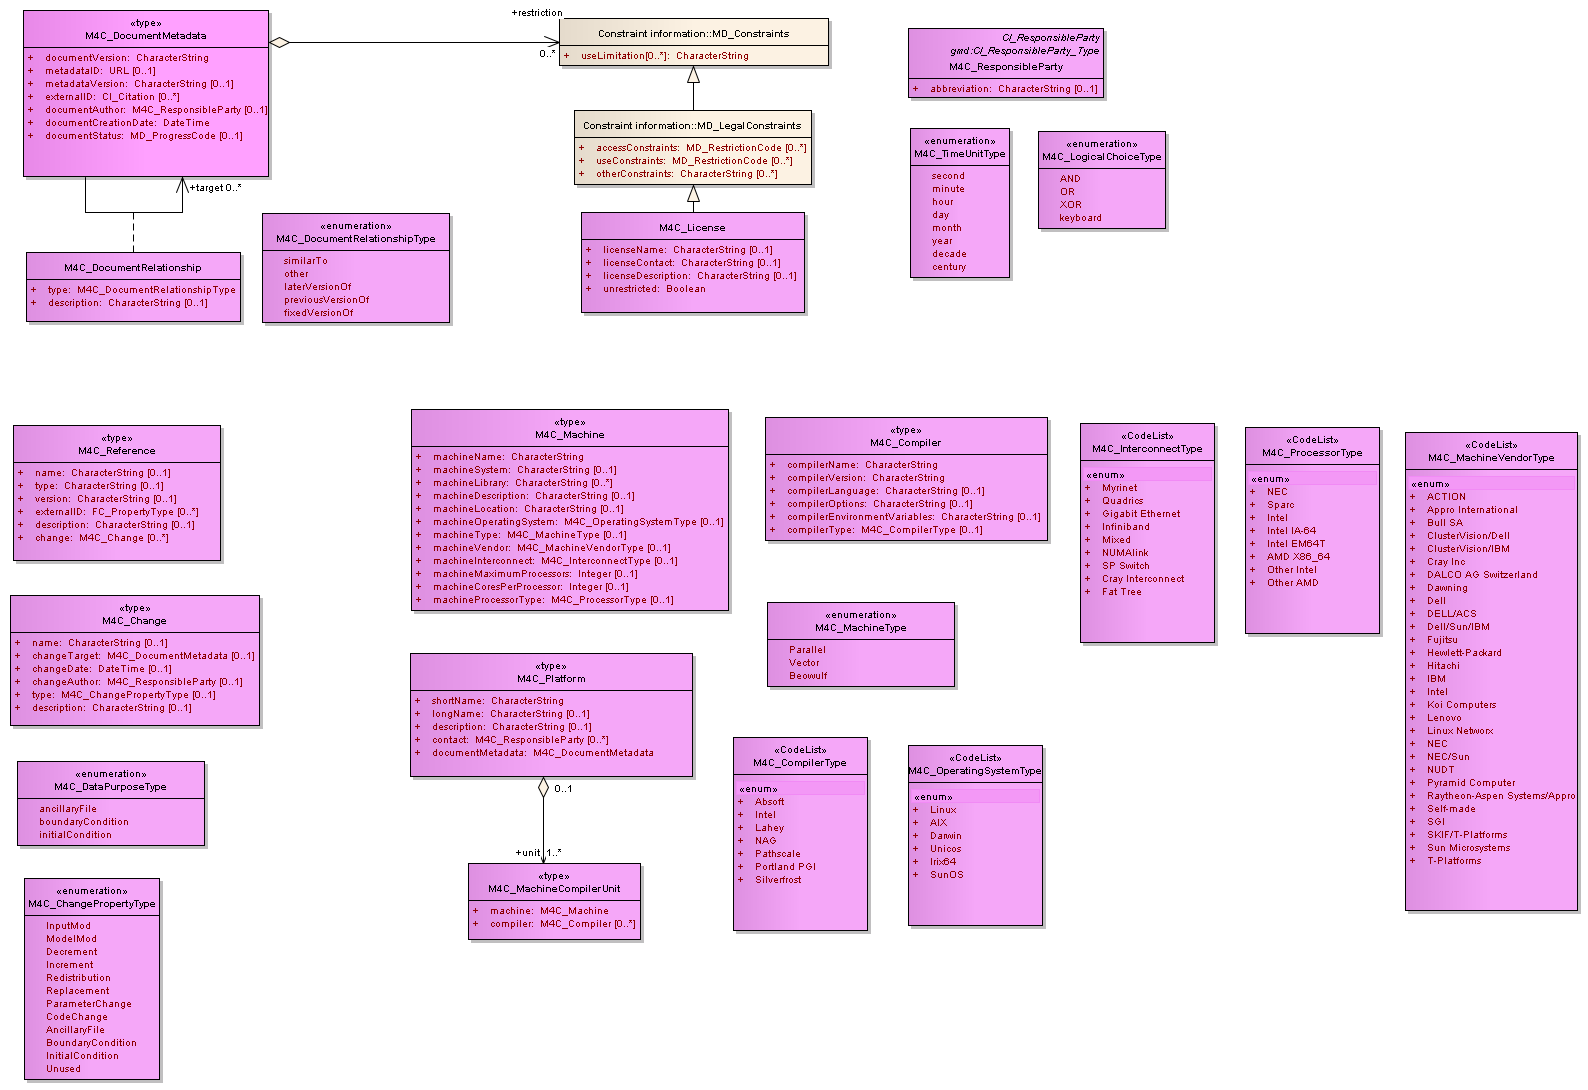 «type»
M4C_DocumentMetadata
+ documentVersion: CharacterString
+ metadataID: URL [0..1]
+ metadataVersion: CharacterString [0..1]
+ externalID: CI_Citation [0..*]
+ documentAuthor: M4C_ResponsibleParty [0..1]
+ documentCreationDate: DateTime
+ documentStatus: MD_ProgressCode [0..1]
+restriction
0..*
Constraint information::MD_Constraints
+ useLimitation[0..*]: CharacterString
CI_ResponsibleParty
gmd:CI_ResponsibleParty_Type
M4C_ResponsibleParty
+ abbreviation: CharacterString [0..1]
Constraint information::MD_LegalConstraints
+ accessConstraints: MD_RestrictionCode [0..*]
+ useConstraints: MD_RestrictionCode [0..*]
+ otherConstraints: CharacterString [0..*]
«enumeration»
M4C_TimeUnitType
second
minute
hour
day
month
year
decade
century
«enumeration»
M4C_LogicalChoiceType
AND
OR
XOR
keyboard
+target 0..*
M4C_DocumentRelationship
+ type: M4C_DocumentRelationshipType
+ description: CharacterString [0..1]
«enumeration»
M4C_DocumentRelationshipType
similarTo
other
laterVersionOf
previousVersionOf
fixedVersionOf
M4C_License
+ licenseName: CharacterString [0..1]
+ licenseContact: CharacterString [0..1]
+ licenseDescription: CharacterString [0..1]
+ unrestricted: Boolean
«type»
M4C_Reference
+ name: CharacterString [0..1]
+ type: CharacterString [0..1]
+ version: CharacterString [0..1]
+ externalID: FC_PropertyType [0..*]
+ description: CharacterString [0..1]
+ change: M4C_Change [0..*]
«type»
M4C_Machine
+ machineName: CharacterString
+ machineSystem: CharacterString [0..1]
+ machineLibrary: CharacterString [0..*]
+ machineDescription: CharacterString [0..1]
+ machineLocation: CharacterString [0..1]
+ machineOperatingSystem: M4C_OperatingSystemType [0..1]
+ machineType: M4C_MachineType [0..1]
+ machineVendor: M4C_MachineVendorType [0..1]
+ machineInterconnect: M4C_InterconnectType [0..1]
+ machineMaximumProcessors: Integer [0..1]
+ machineCoresPerProcessor: Integer [0..1]
+ machineProcessorType: M4C_ProcessorType [0..1]
«type»
M4C_Compiler
+ compilerName: CharacterString
+ compilerVersion: CharacterString
+ compilerLanguage: CharacterString [0..1]
+ compilerOptions: CharacterString [0..1]
+ compilerEnvironmentVariables: CharacterString [0..1]
+ compilerType: M4C_CompilerType [0..1]
«CodeList»
M4C_InterconnectType
«enum»
+ Myrinet
+ Quadrics
+ Gigabit Ethernet
+ Infiniband
+ Mixed
+ NUMAlink
+ SP Switch
+ Cray Interconnect
+ Fat Tree
«CodeList»
M4C_ProcessorType
«enum»
+ NEC
+ Sparc
+ Intel
+ Intel IA-64
+ Intel EM64T
+ AMD X86_64
+ Other Intel
+ Other AMD
«CodeList»
M4C_MachineVendorType
«enum»
+ ACTION
+ Appro International
+ Bull SA
+ ClusterVision/Dell
+ ClusterVision/IBM
+ Cray Inc
+ DALCO AG Switzerland
+ Dawning
+ Dell
+ DELL/ACS
+ Dell/Sun/IBM
+ Fujitsu
+ Hewlett-Packard
+ Hitachi
+ IBM
+ Intel
+ Koi Computers
+ Lenovo
+ Linux Networx
+ NEC
+ NEC/Sun
+ NUDT
+ Pyramid Computer
+ Raytheon-Aspen Systems/Appro
+ Self-made
+ SGI
+ SKIF/T-Platforms
+ Sun Microsystems
+ T-Platforms
«type»
M4C_Change
+ name: CharacterString [0..1]
+ changeTarget: M4C_DocumentMetadata [0..1]
+ changeDate: DateTime [0..1]
+ changeAuthor: M4C_ResponsibleParty [0..1]
+ type: M4C_ChangePropertyType [0..1]
+ description: CharacterString [0..1]
«enumeration»
M4C_MachineType
Parallel
Vector
Beowulf
«type»
M4C_Platform
+ shortName: CharacterString
+ longName: CharacterString [0..1]
+ description: CharacterString [0..1]
+ contact: M4C_ResponsibleParty [0..*]
+ documentMetadata: M4C_DocumentMetadata
0..1
+unit 1..*
«type»
M4C_MachineCompilerUnit
+ machine: M4C_Machine
+ compiler: M4C_Compiler [0..*]
«CodeList»
M4C_CompilerType
«enum»
+ Absoft
+ Intel
+ Lahey
+ NAG
+ Pathscale
+ Portland PGI
+ Silverfrost
«CodeList»
M4C_OperatingSystemType
«enum»
+ Linux
+ AIX
+ Darwin
+ Unicos
+ Irix64
+ SunOS
«enumeration»
M4C_DataPurposeType
ancillaryFile
boundaryCondition
initialCondition
«enumeration»
M4C_ChangePropertyType
InputMod
ModelMod
Decrement
Increment
Redistribution
Replacement
ParameterChange
CodeChange
AncillaryFile
BoundaryCondition
InitialCondition
Unused